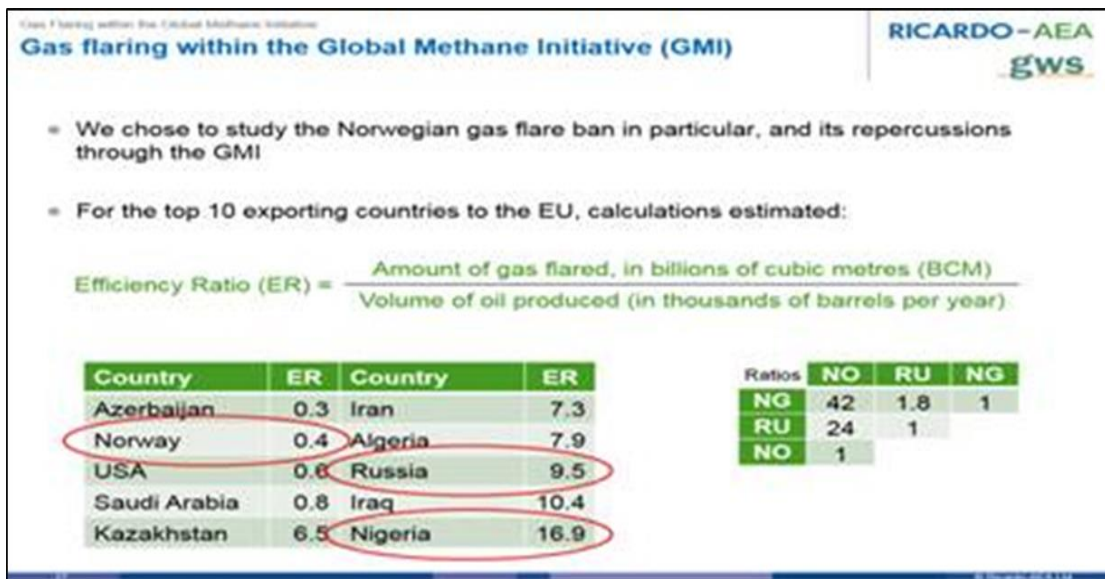 Gas Flaring within the Global Methane Initiative
Gas flaring within the Global Methane Initiative (GMI)
RICARDO-AEA
gws
We chose to study the Norwegian gas flare ban in particular, and its repercussions
through the GMI
For the top 10 exporting countries to the EU, calculations estimated:
Efficiency Ratio (ER) = Amount of gas flared, in billions of cubic metres (BCM)
Volume of oil produced (in thousands of barrels per year)
Country ER Country ER
Azerbaijan 0.3 Iran 7.3
Norway 0.4 Algeria 7.9
USA 0.6 Russia 9.5
Saudi Arabia 0.8 Iraq 10.4
Kazakhstan 6.5 Nigeria 16.9
Ratios NO RU NG
NG 42 1.8 1
RU 24 1
NO 1